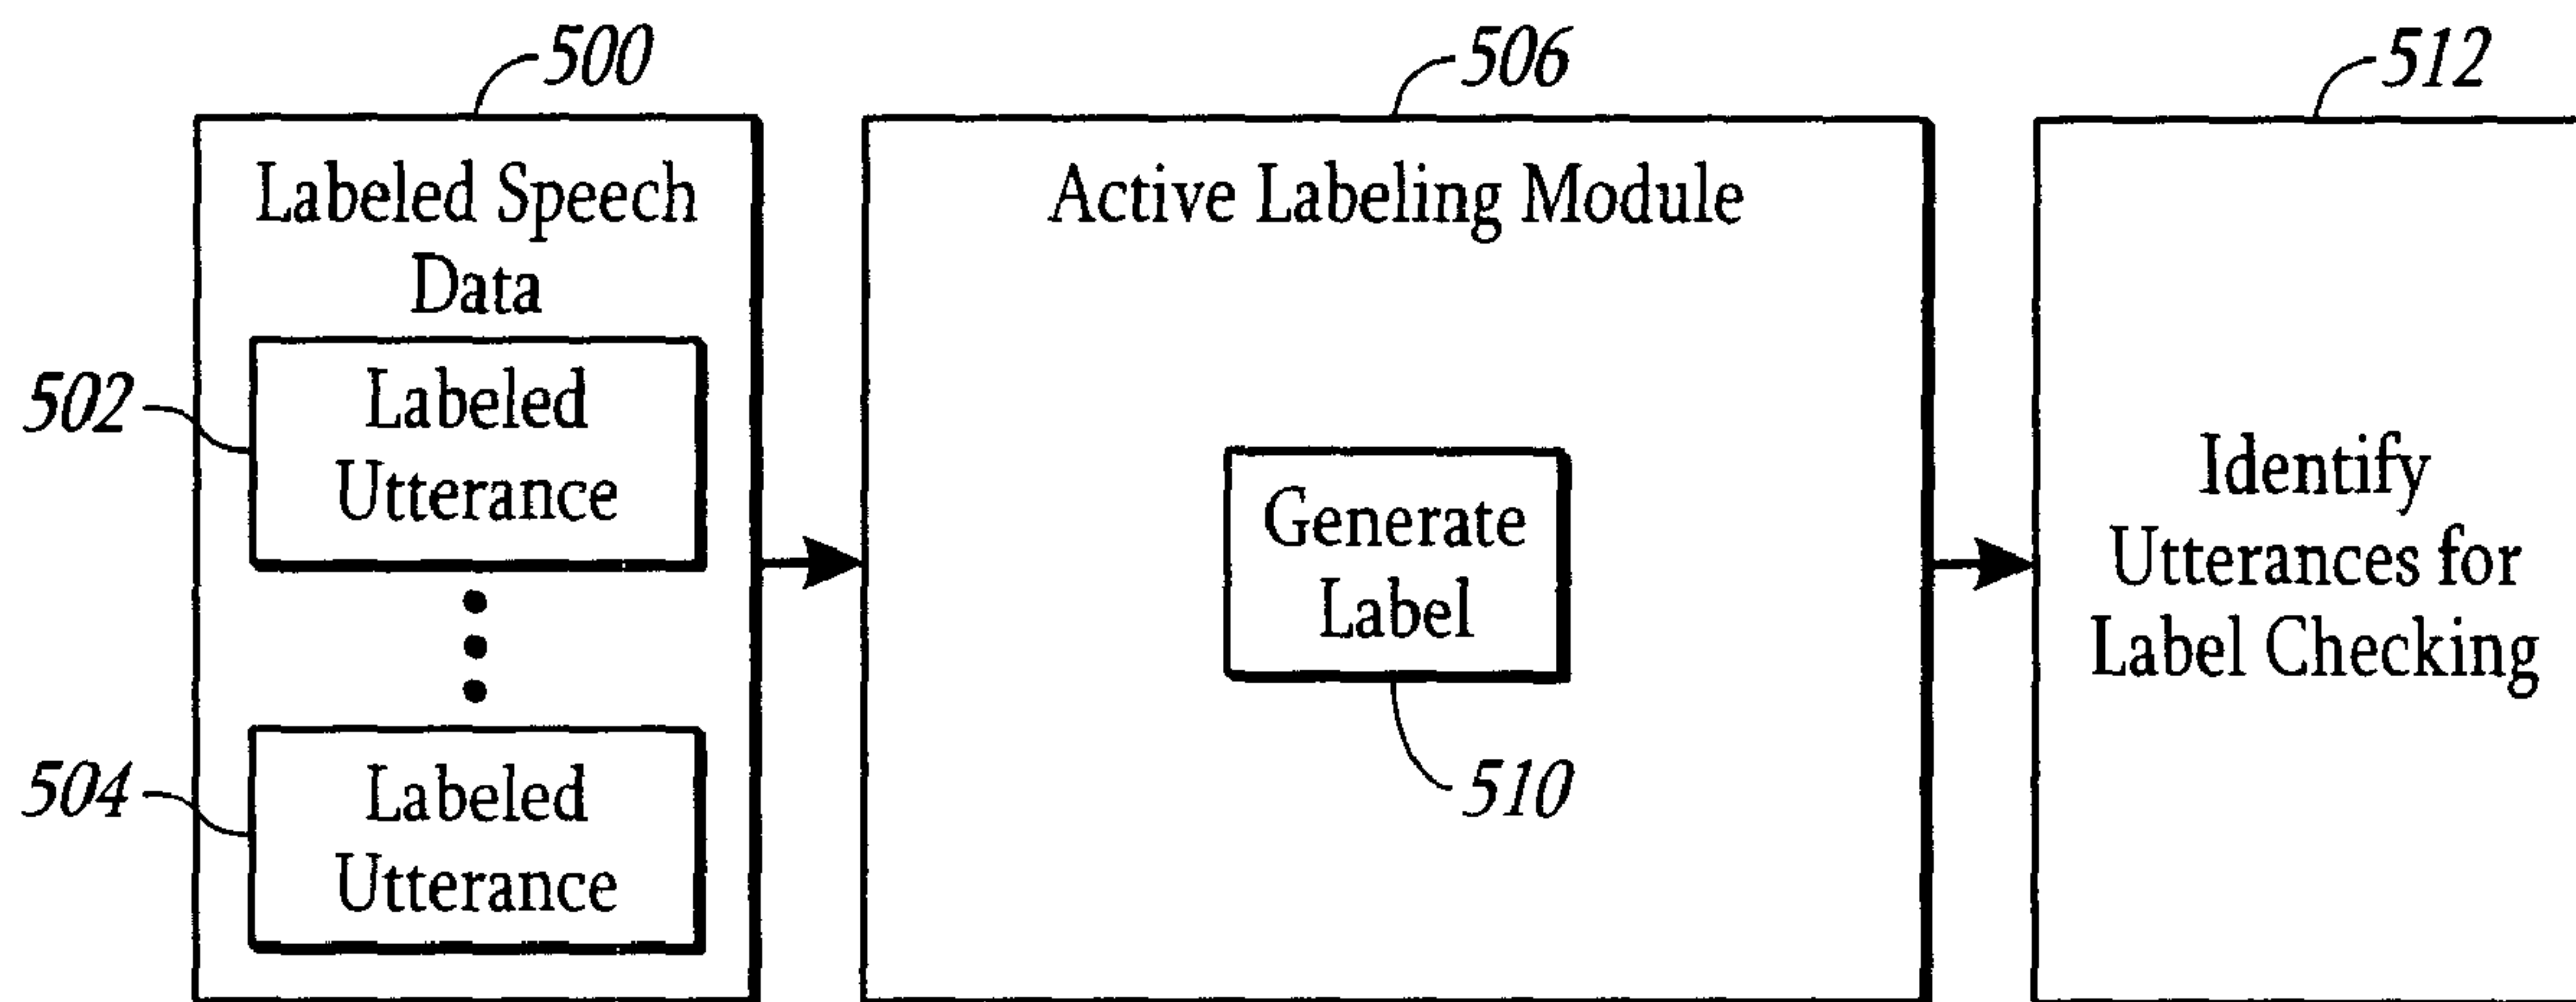 500
506
512
Labeled Speech
Data
502
Labeled
Utterance
504
Labeled
Utterance
Active Labeling Module
Generate
Label
510
Identify
Utterances for
Label Checking